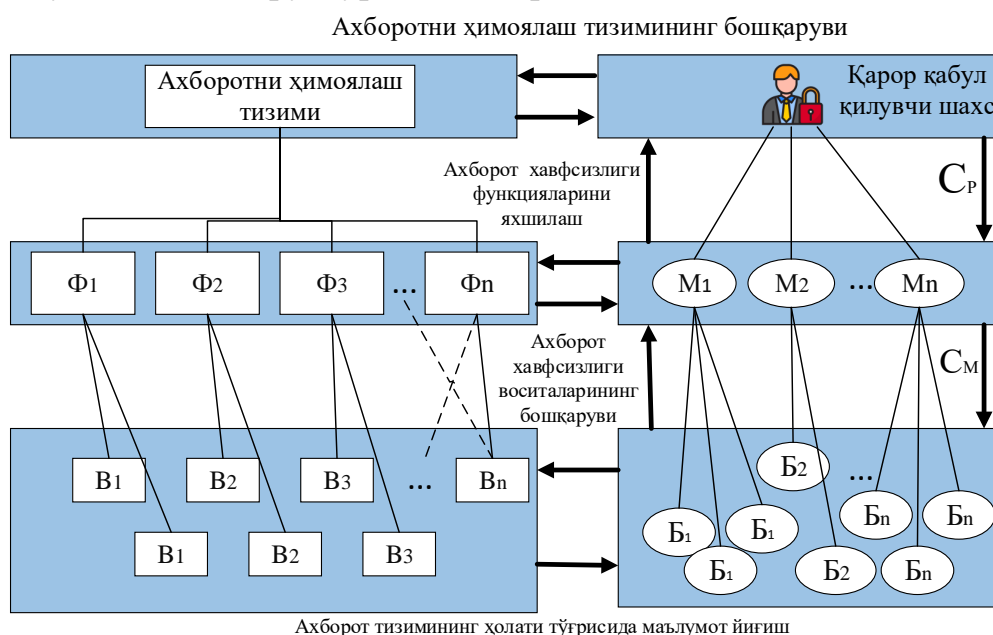 Ахборотни ҳимоялаш тизимининг бошқаруви
Ахборотни ҳимоялаш
тизими
Қарор қабул
қилувчи шахс
Ахборот хавфсизлиги
функцияларини
яхшилаш
СР
Ф1 Ф2 Ф3 ... Фn
М1 М2 ... Мn
Ахборот
хавфсизлиги
воситаларининг
бошқаруви
СМ
В1 В2 В3 ... Вn
В1 В2 В3
Б2 ...
Б1 Б1 Бn Бn
Б1 Б2 Бn
Ахборот тизимининг ҳолати тўғрисида маълумот йиғиш